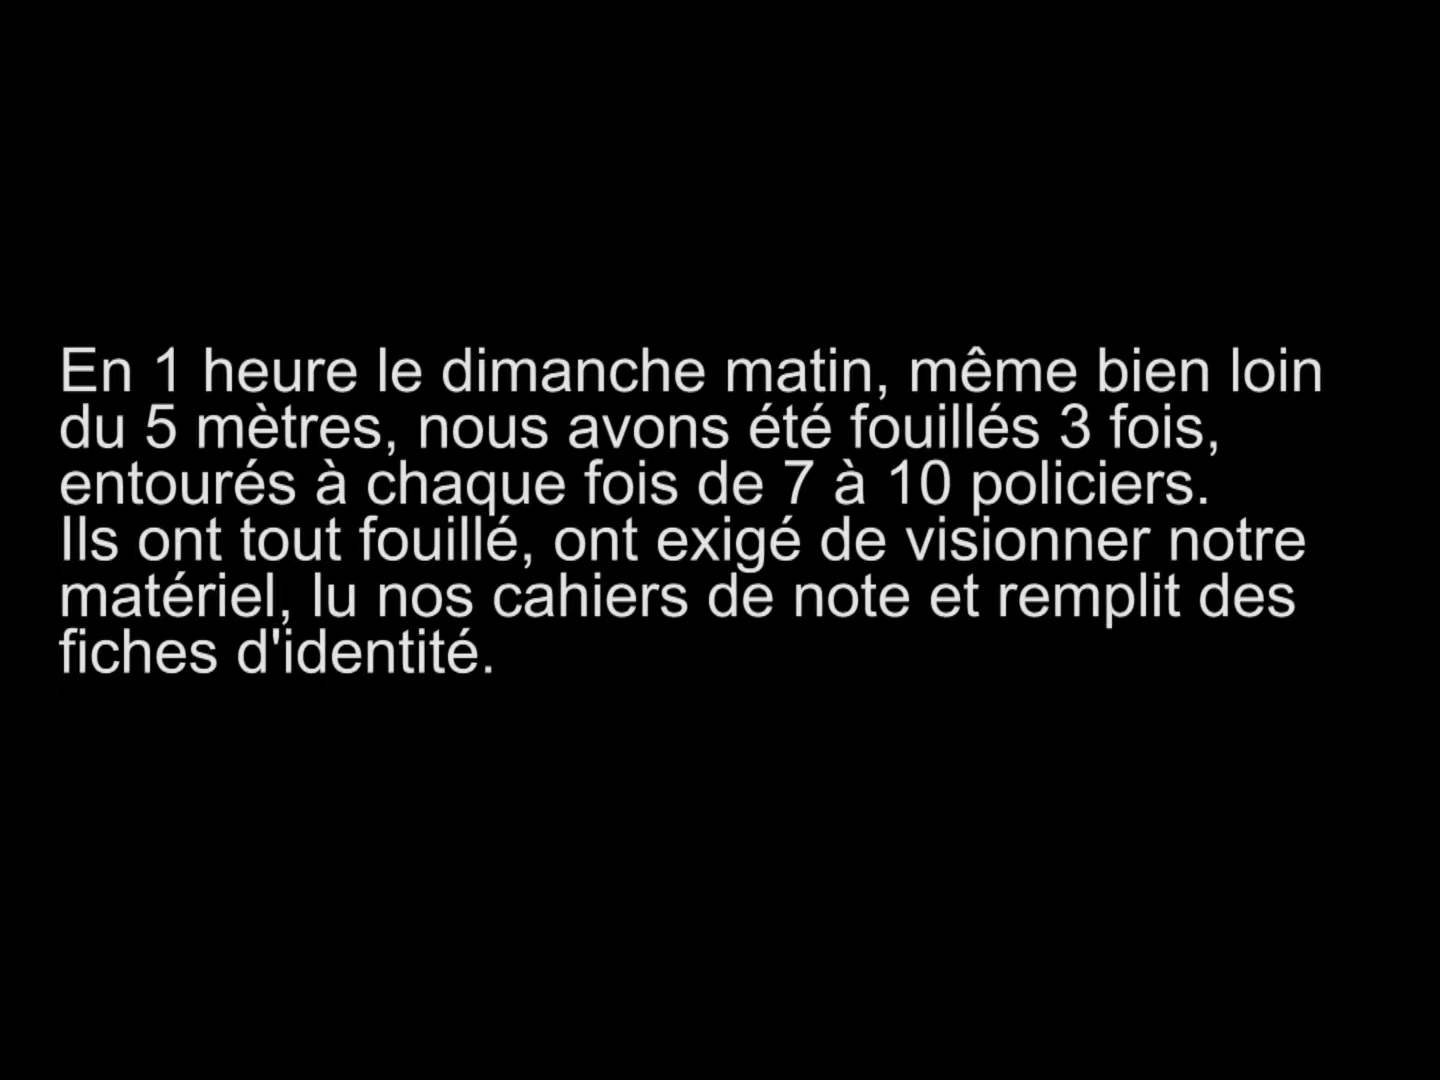 En 1 heure le dimanche matin, même bien loin
du 5 mètres, nous avons été fouillés 3 fois,
entourés à chaque fois de 7 à 10 policiers.
Ils ont tout fouillé, ont exigé de visionner notre
matériel, lu nos cahiers de note et remplit des
fiches d'identité.